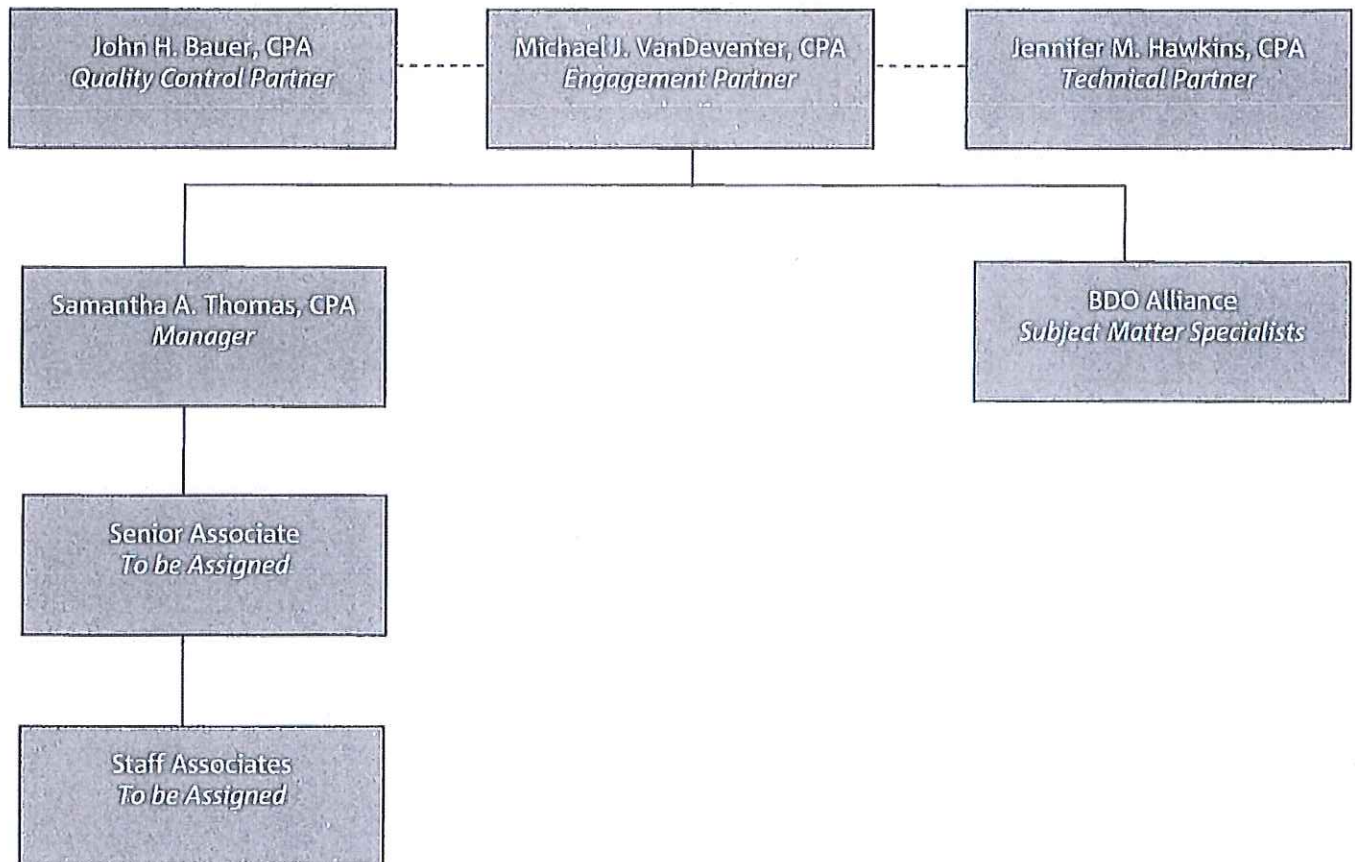 John H. Bauer, CPA
Quality Control Partner
Michael J. VanDeventer, CPA
Engagement Partner
Jennifer M. Hawkins, CPA
Technical Partner
Samantha A. Thomas, CPA
Manager
BDO Alliance
Subject Matter Specialists
Senior Associate
To be Assigned
Staff Associates
To be Assigned